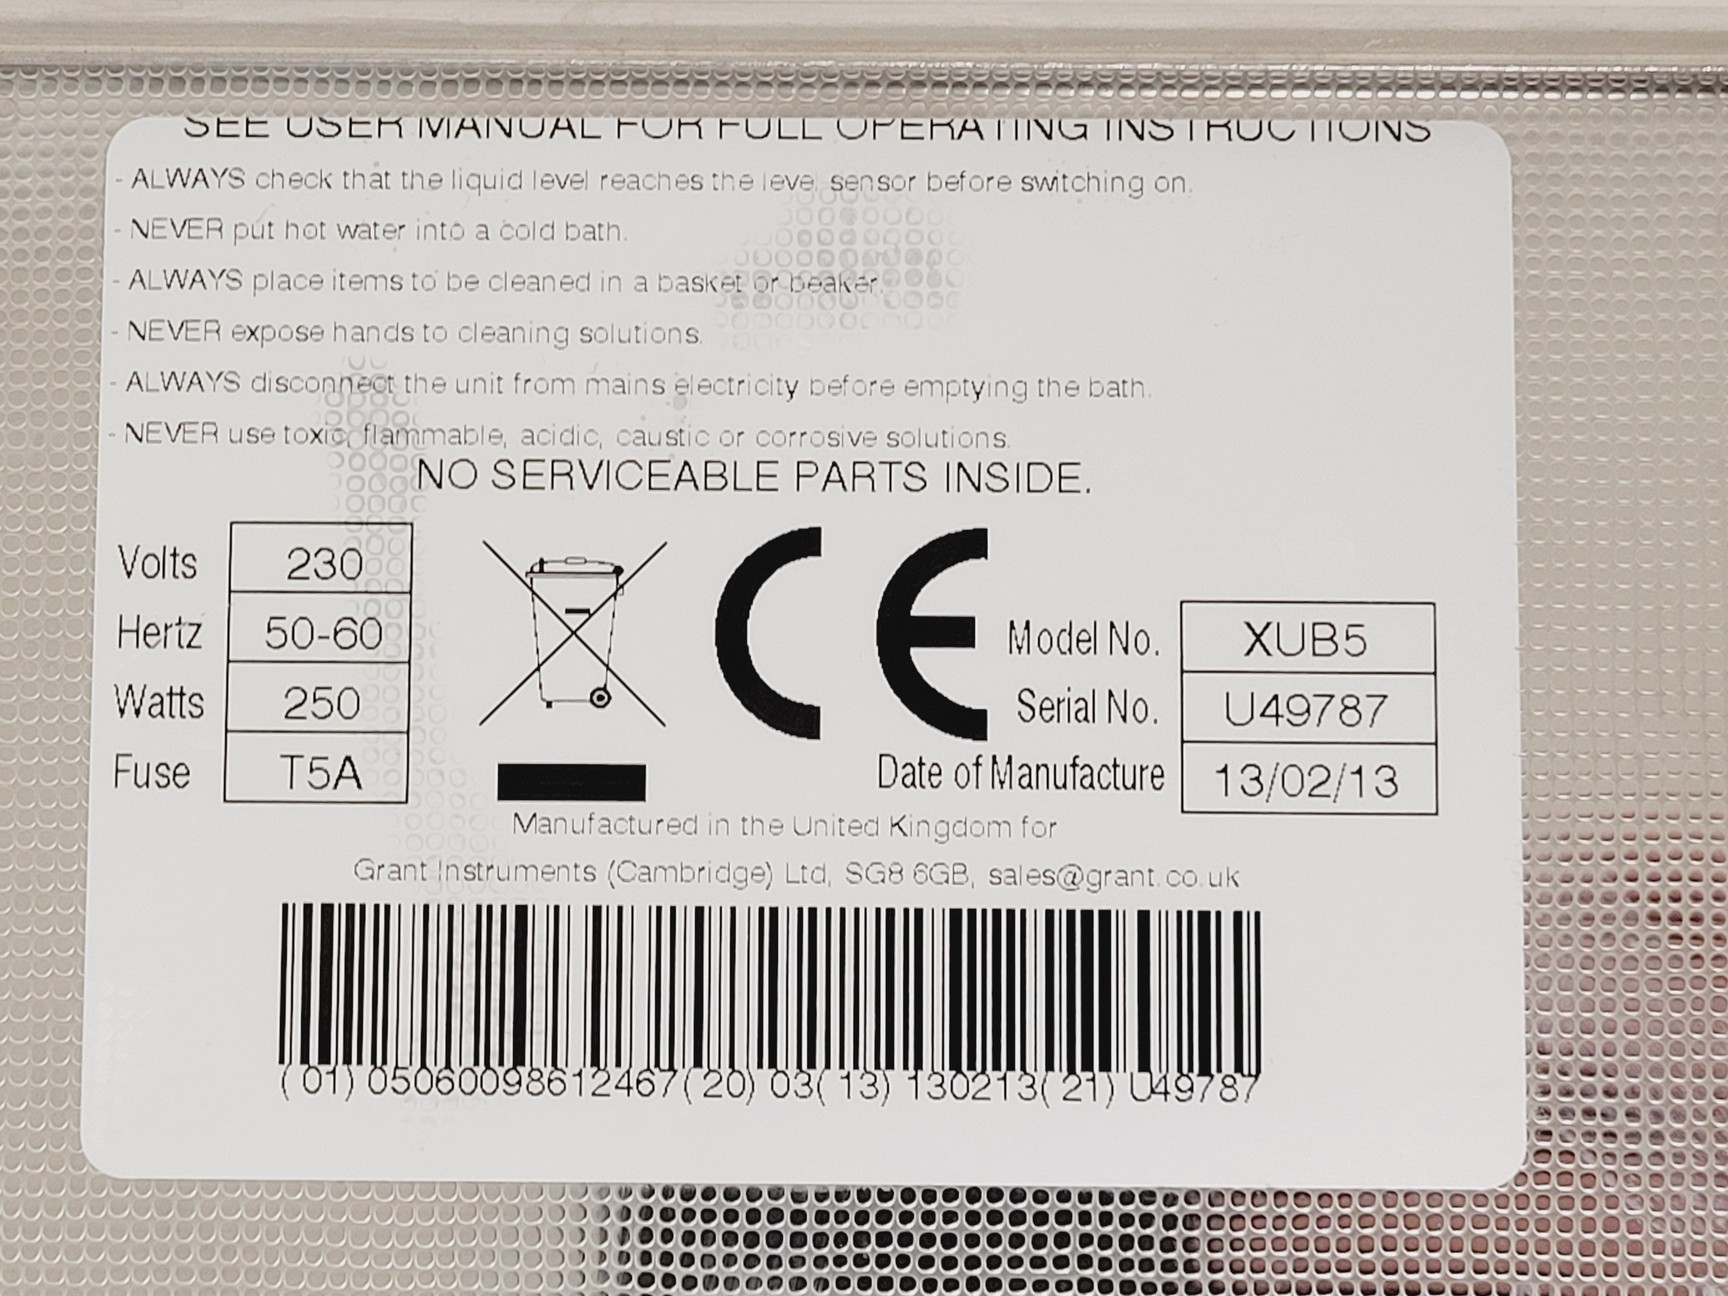 SEE USER MANUAL FOR FULL OPERATING INSTRUCTIONS
- ALWAYS check that the liquid level reaches the level sensor before switching on.
- NEVER put hot water into a cold bath.
- ALWAYS place items to be cleaned in a basket or beaker.
- NEVER expose hands to cleaning solutions.
- ALWAYS disconnect the unit from mains electricity before emptying the bath.
- NEVER use toxic, flammable, acidic, caustic or corrosive solutions.
NO SERVICEABLE PARTS INSIDE.
Volts 230
Hertz 50-60
Watts 250
Fuse T5A
CE
Model No. XUB5
Serial No. U49787
Date of Manufacture 13/02/13
Manufactured in the United Kingdom for
Grant Instruments (Cambridge) Ltd, SG8 6GB, sales@grant.co.uk
(01) 05060098612467(20) 03(13) 130213(21) U49787